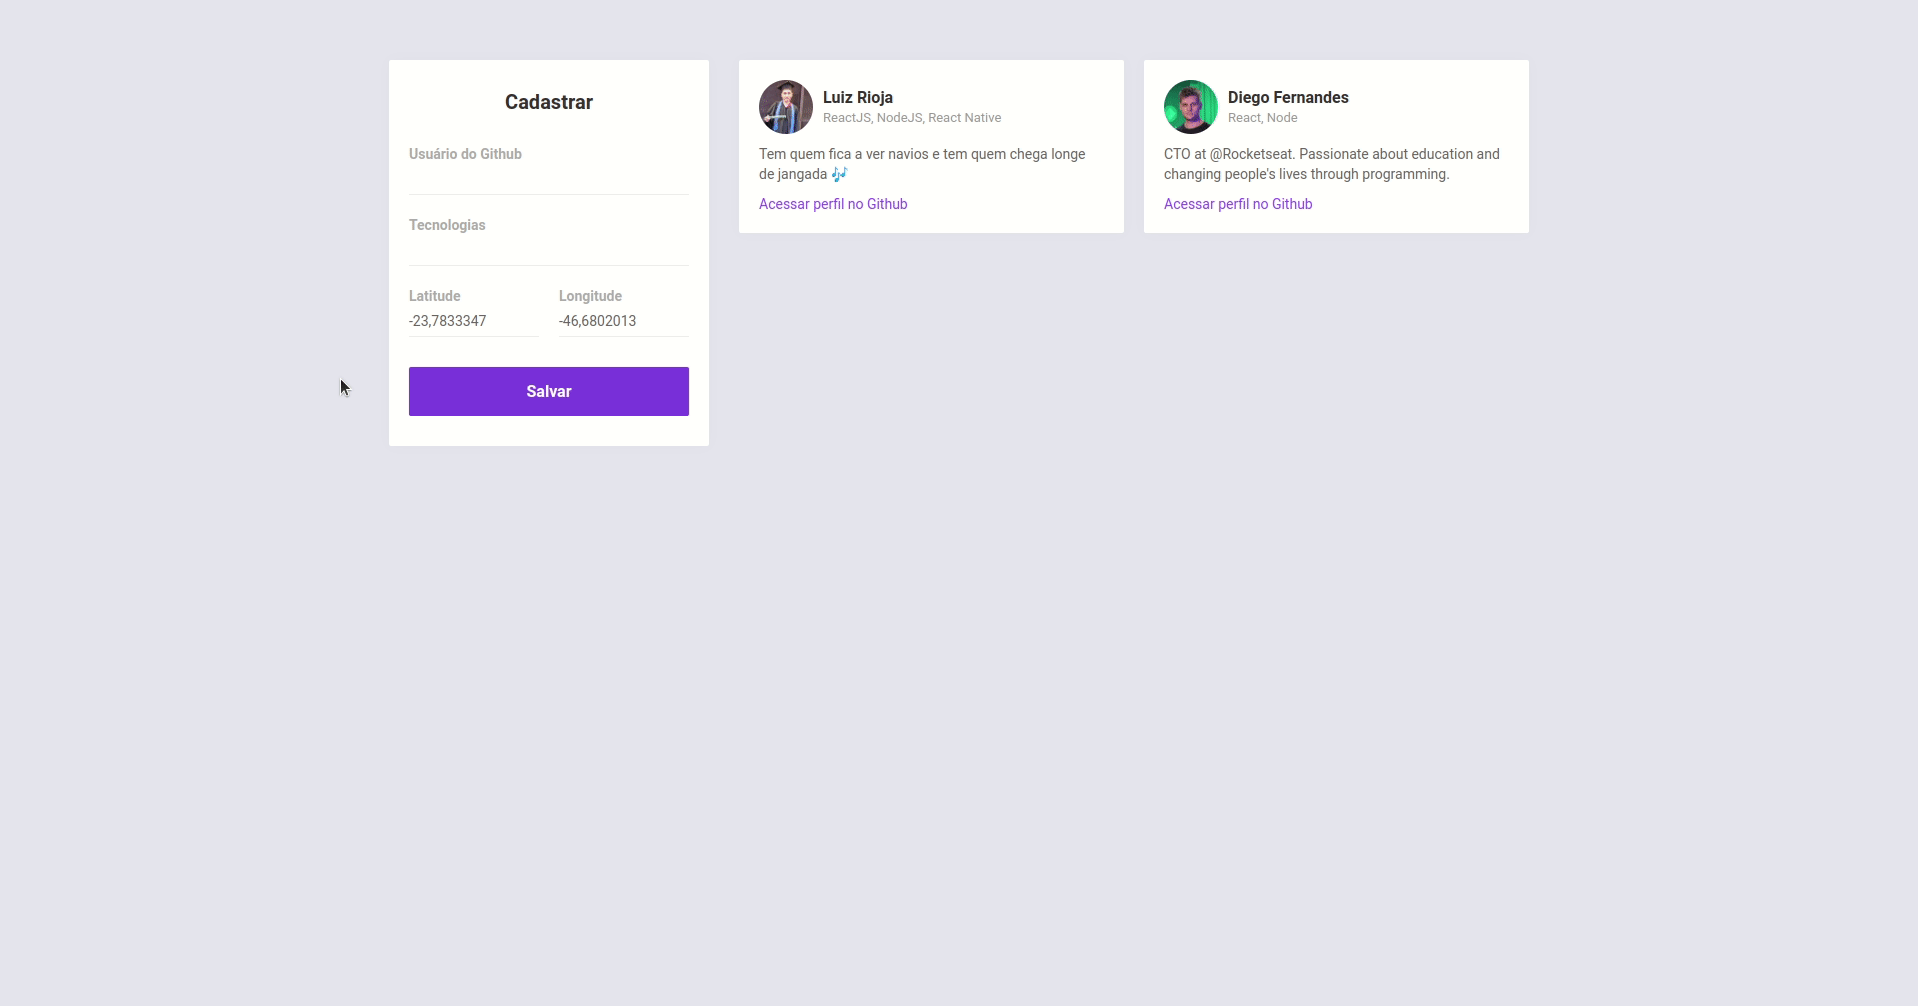 Cadastrar
Usuário do Github
Tecnologias
Latitude
Longitude
-23,7833347
-46,6802013
Salvar
Luiz Rioja
ReactJS, NodeJS, React Native
Tem quem fica a ver navios e tem quem chega longe
de jangada 🎶
Acessar perfil no Github
Diego Fernandes
React, Node
CTO at @Rocketseat. Passionate about education and
changing people's lives through programming.
Acessar perfil no Github